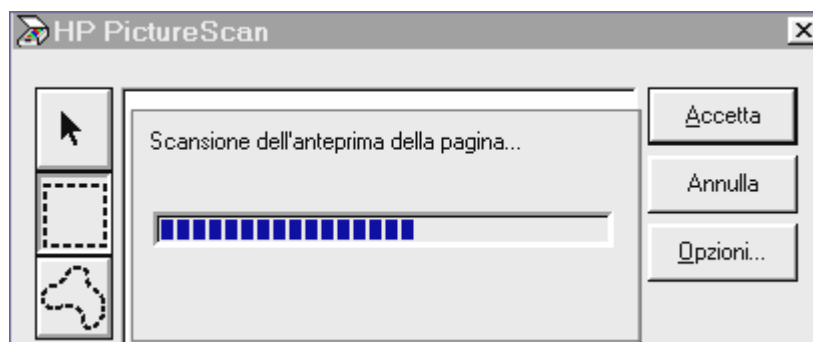 HP PictureScan
Scansione dell'anteprima della pagina...
Accetta
Annulla
Opzioni...